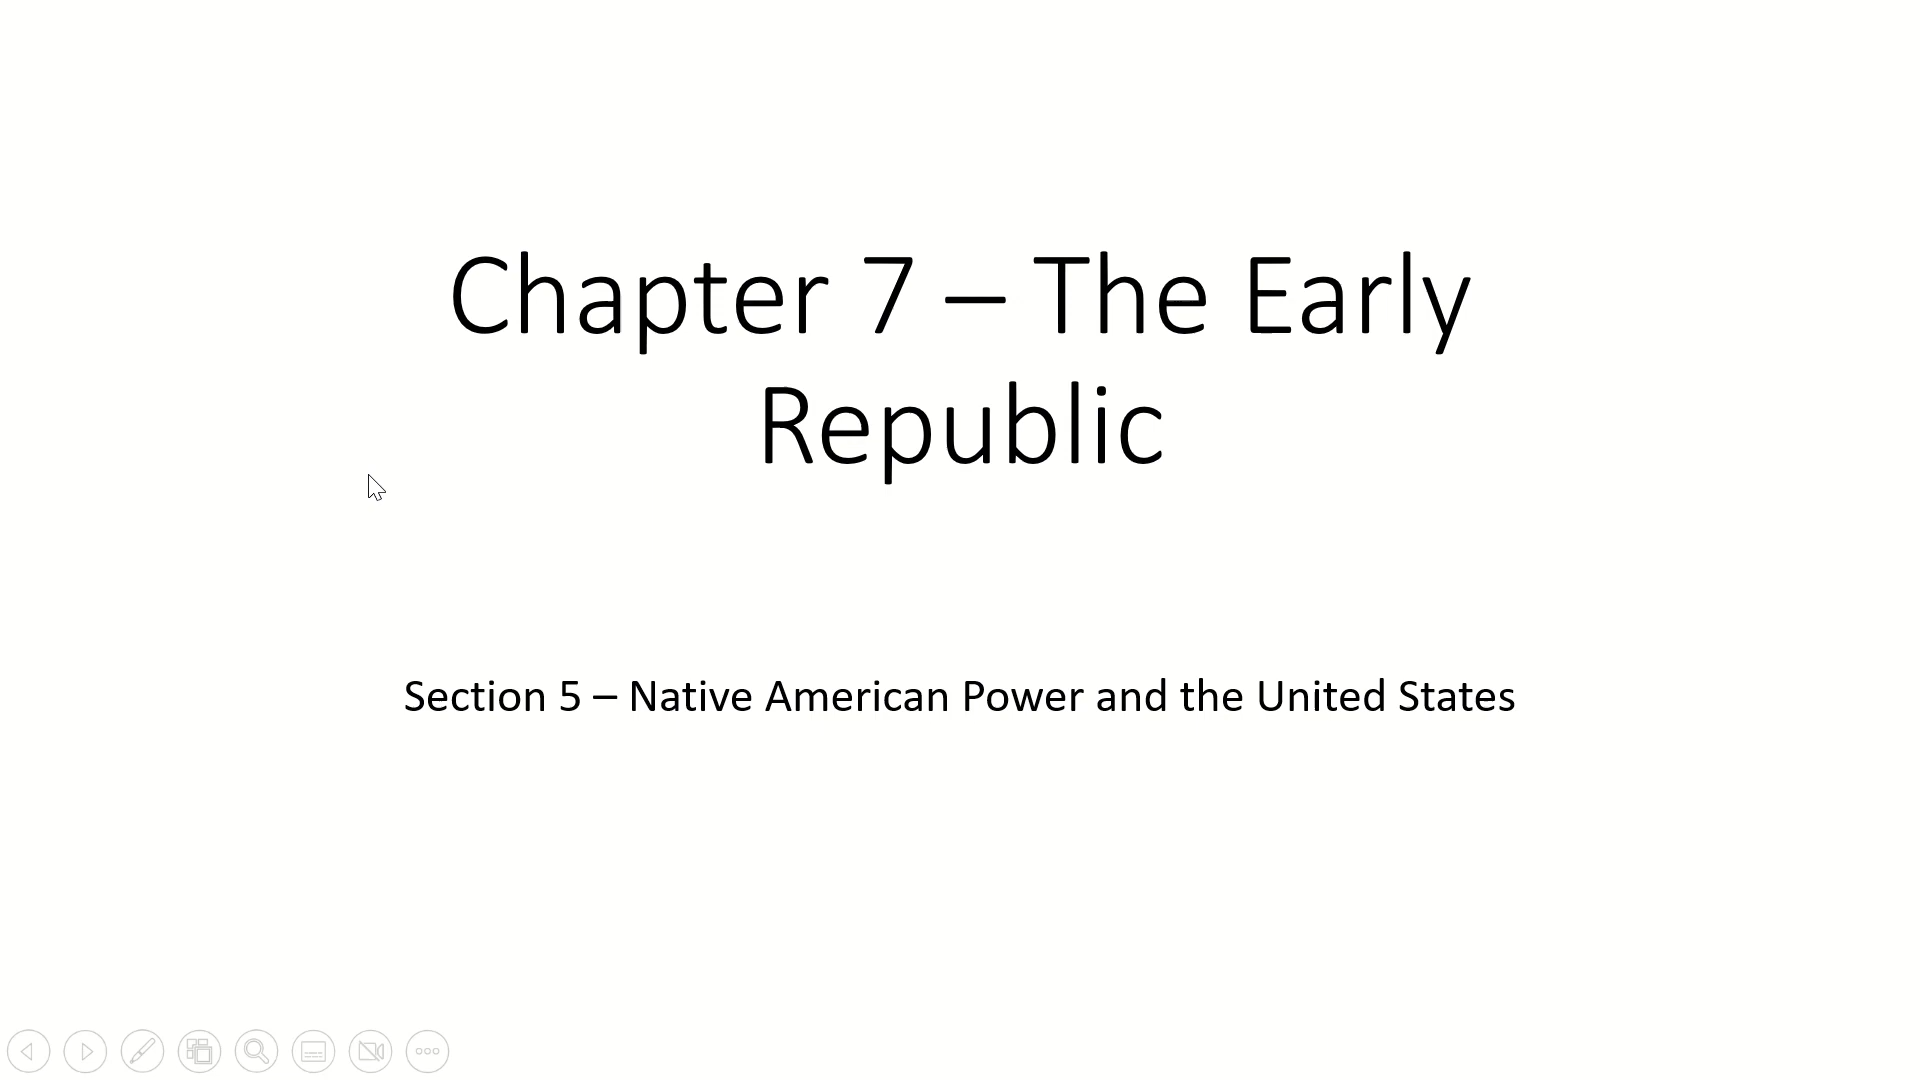 Chapter 7 – The Early
Republic
Section 5 – Native American Power and the United States